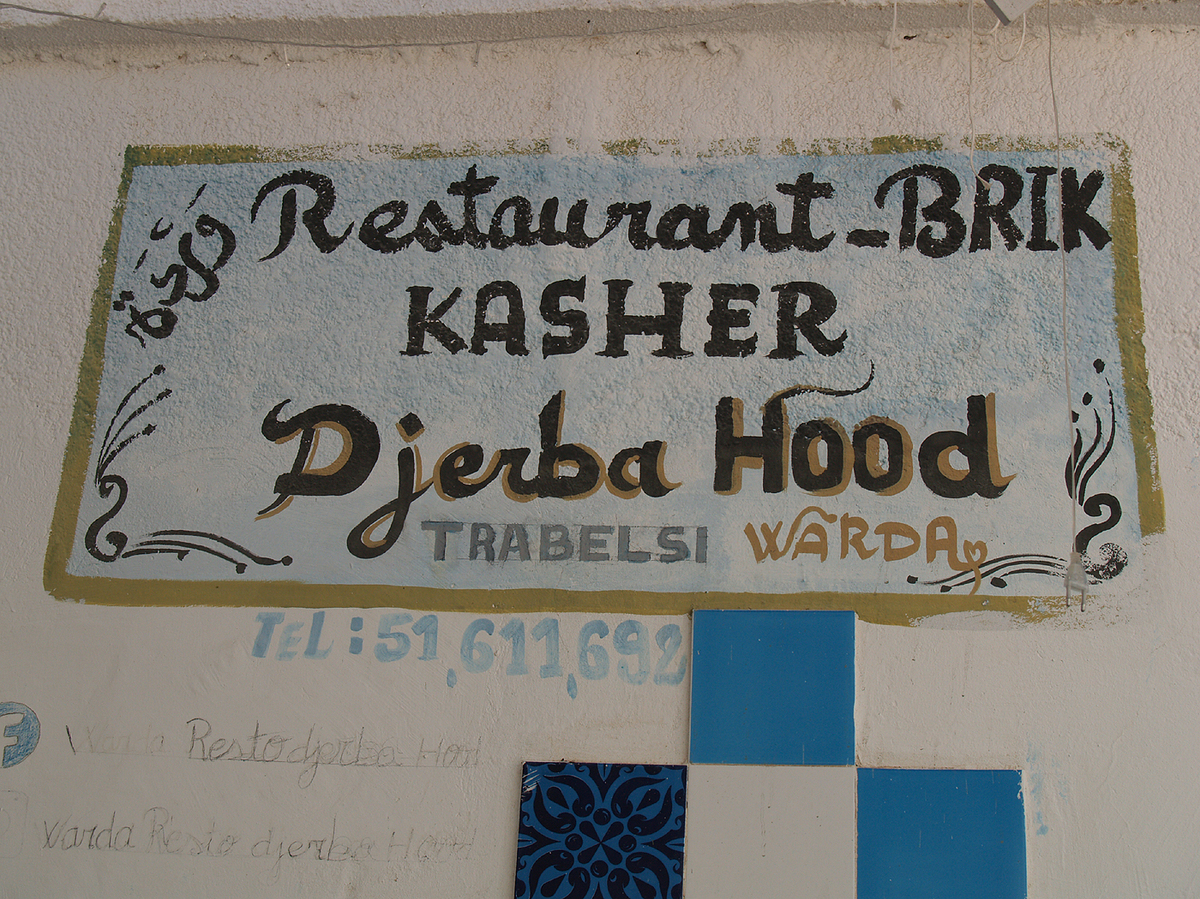 Restaurant - BRIK
KASHER
Djerba Hood
TRABELSI WARDA
TEL : 51,611,692
F Warda Resto djerba Hood
Warda Resto djerba Hood